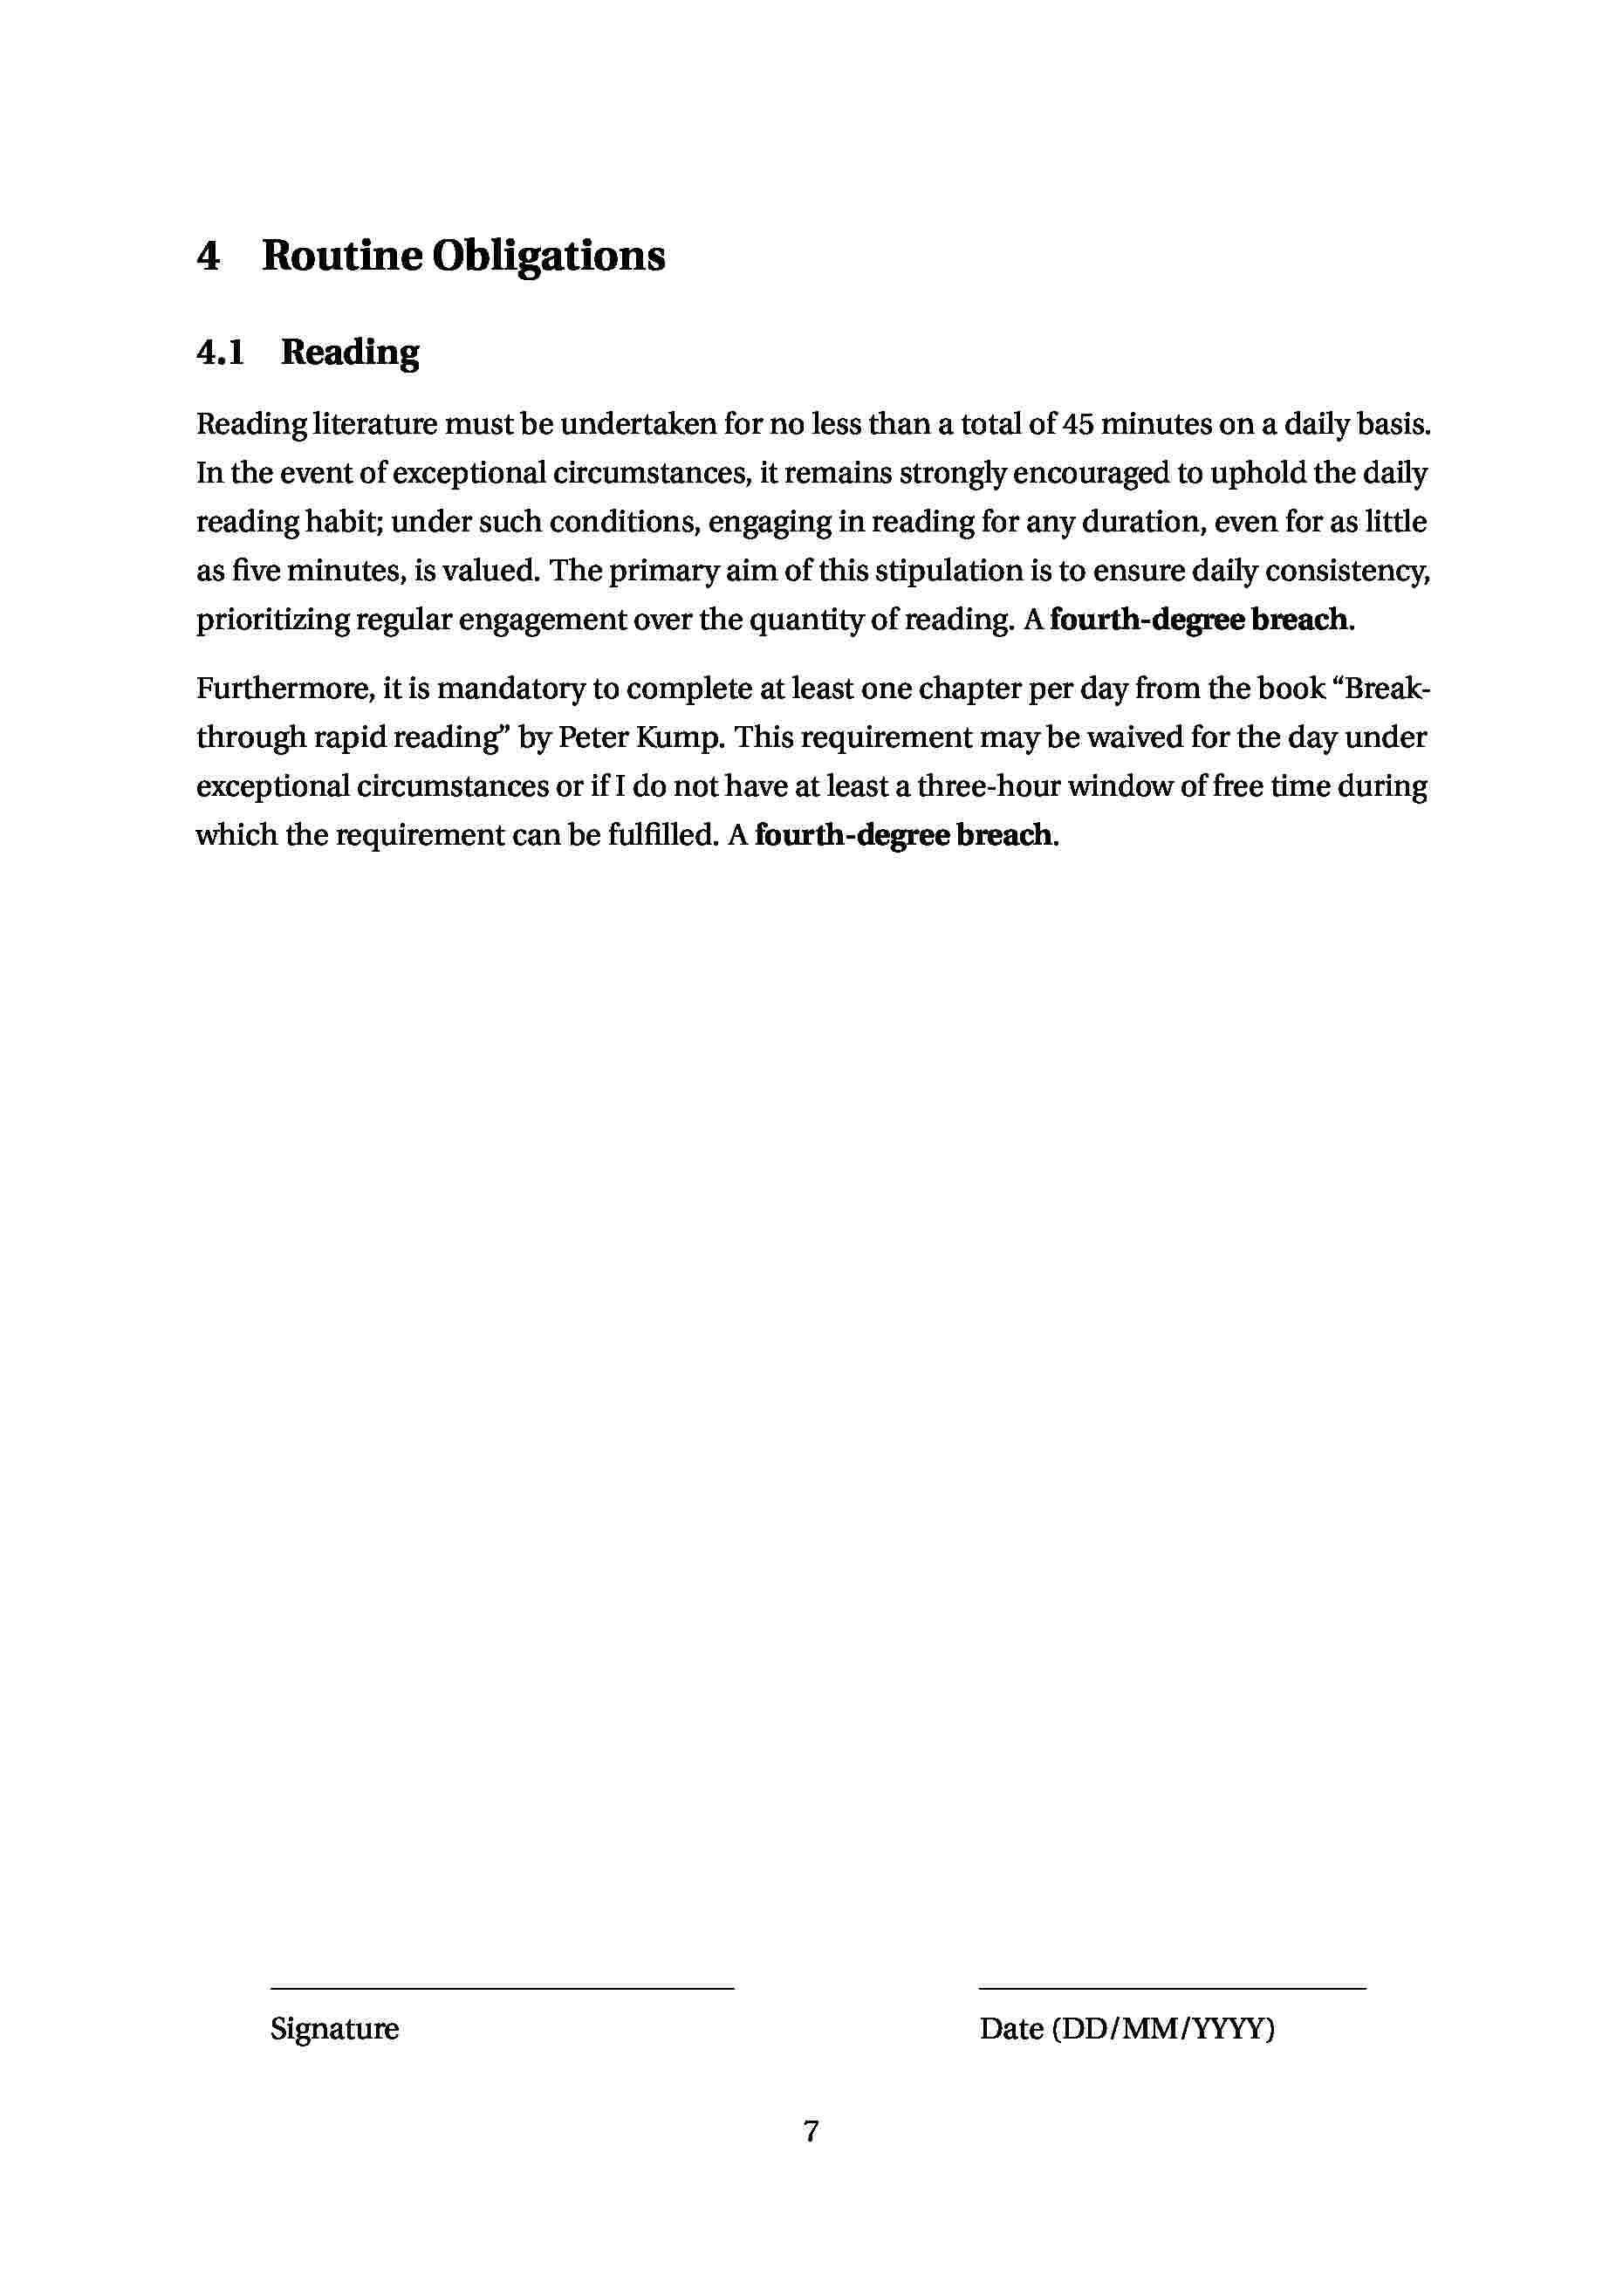 4 Routine Obligations
4.1 Reading
Reading literature must be undertaken for no less than a total of 45 minutes on a daily basis.
In the event of exceptional circumstances, it remains strongly encouraged to uphold the daily
reading habit; under such conditions, engaging in reading for any duration, even for as little
as five minutes, is valued. The primary aim of this stipulation is to ensure daily consistency,
prioritizing regular engagement over the quantity of reading. A fourth-degree breach.
Furthermore, it is mandatory to complete at least one chapter per day from the book “Break-
through rapid reading” by Peter Kump. This requirement may be waived for the day under
exceptional circumstances or if I do not have at least a three-hour window of free time during
which the requirement can be fulfilled. A fourth-degree breach.
Signature Date (DD/MM/YYYY)
7